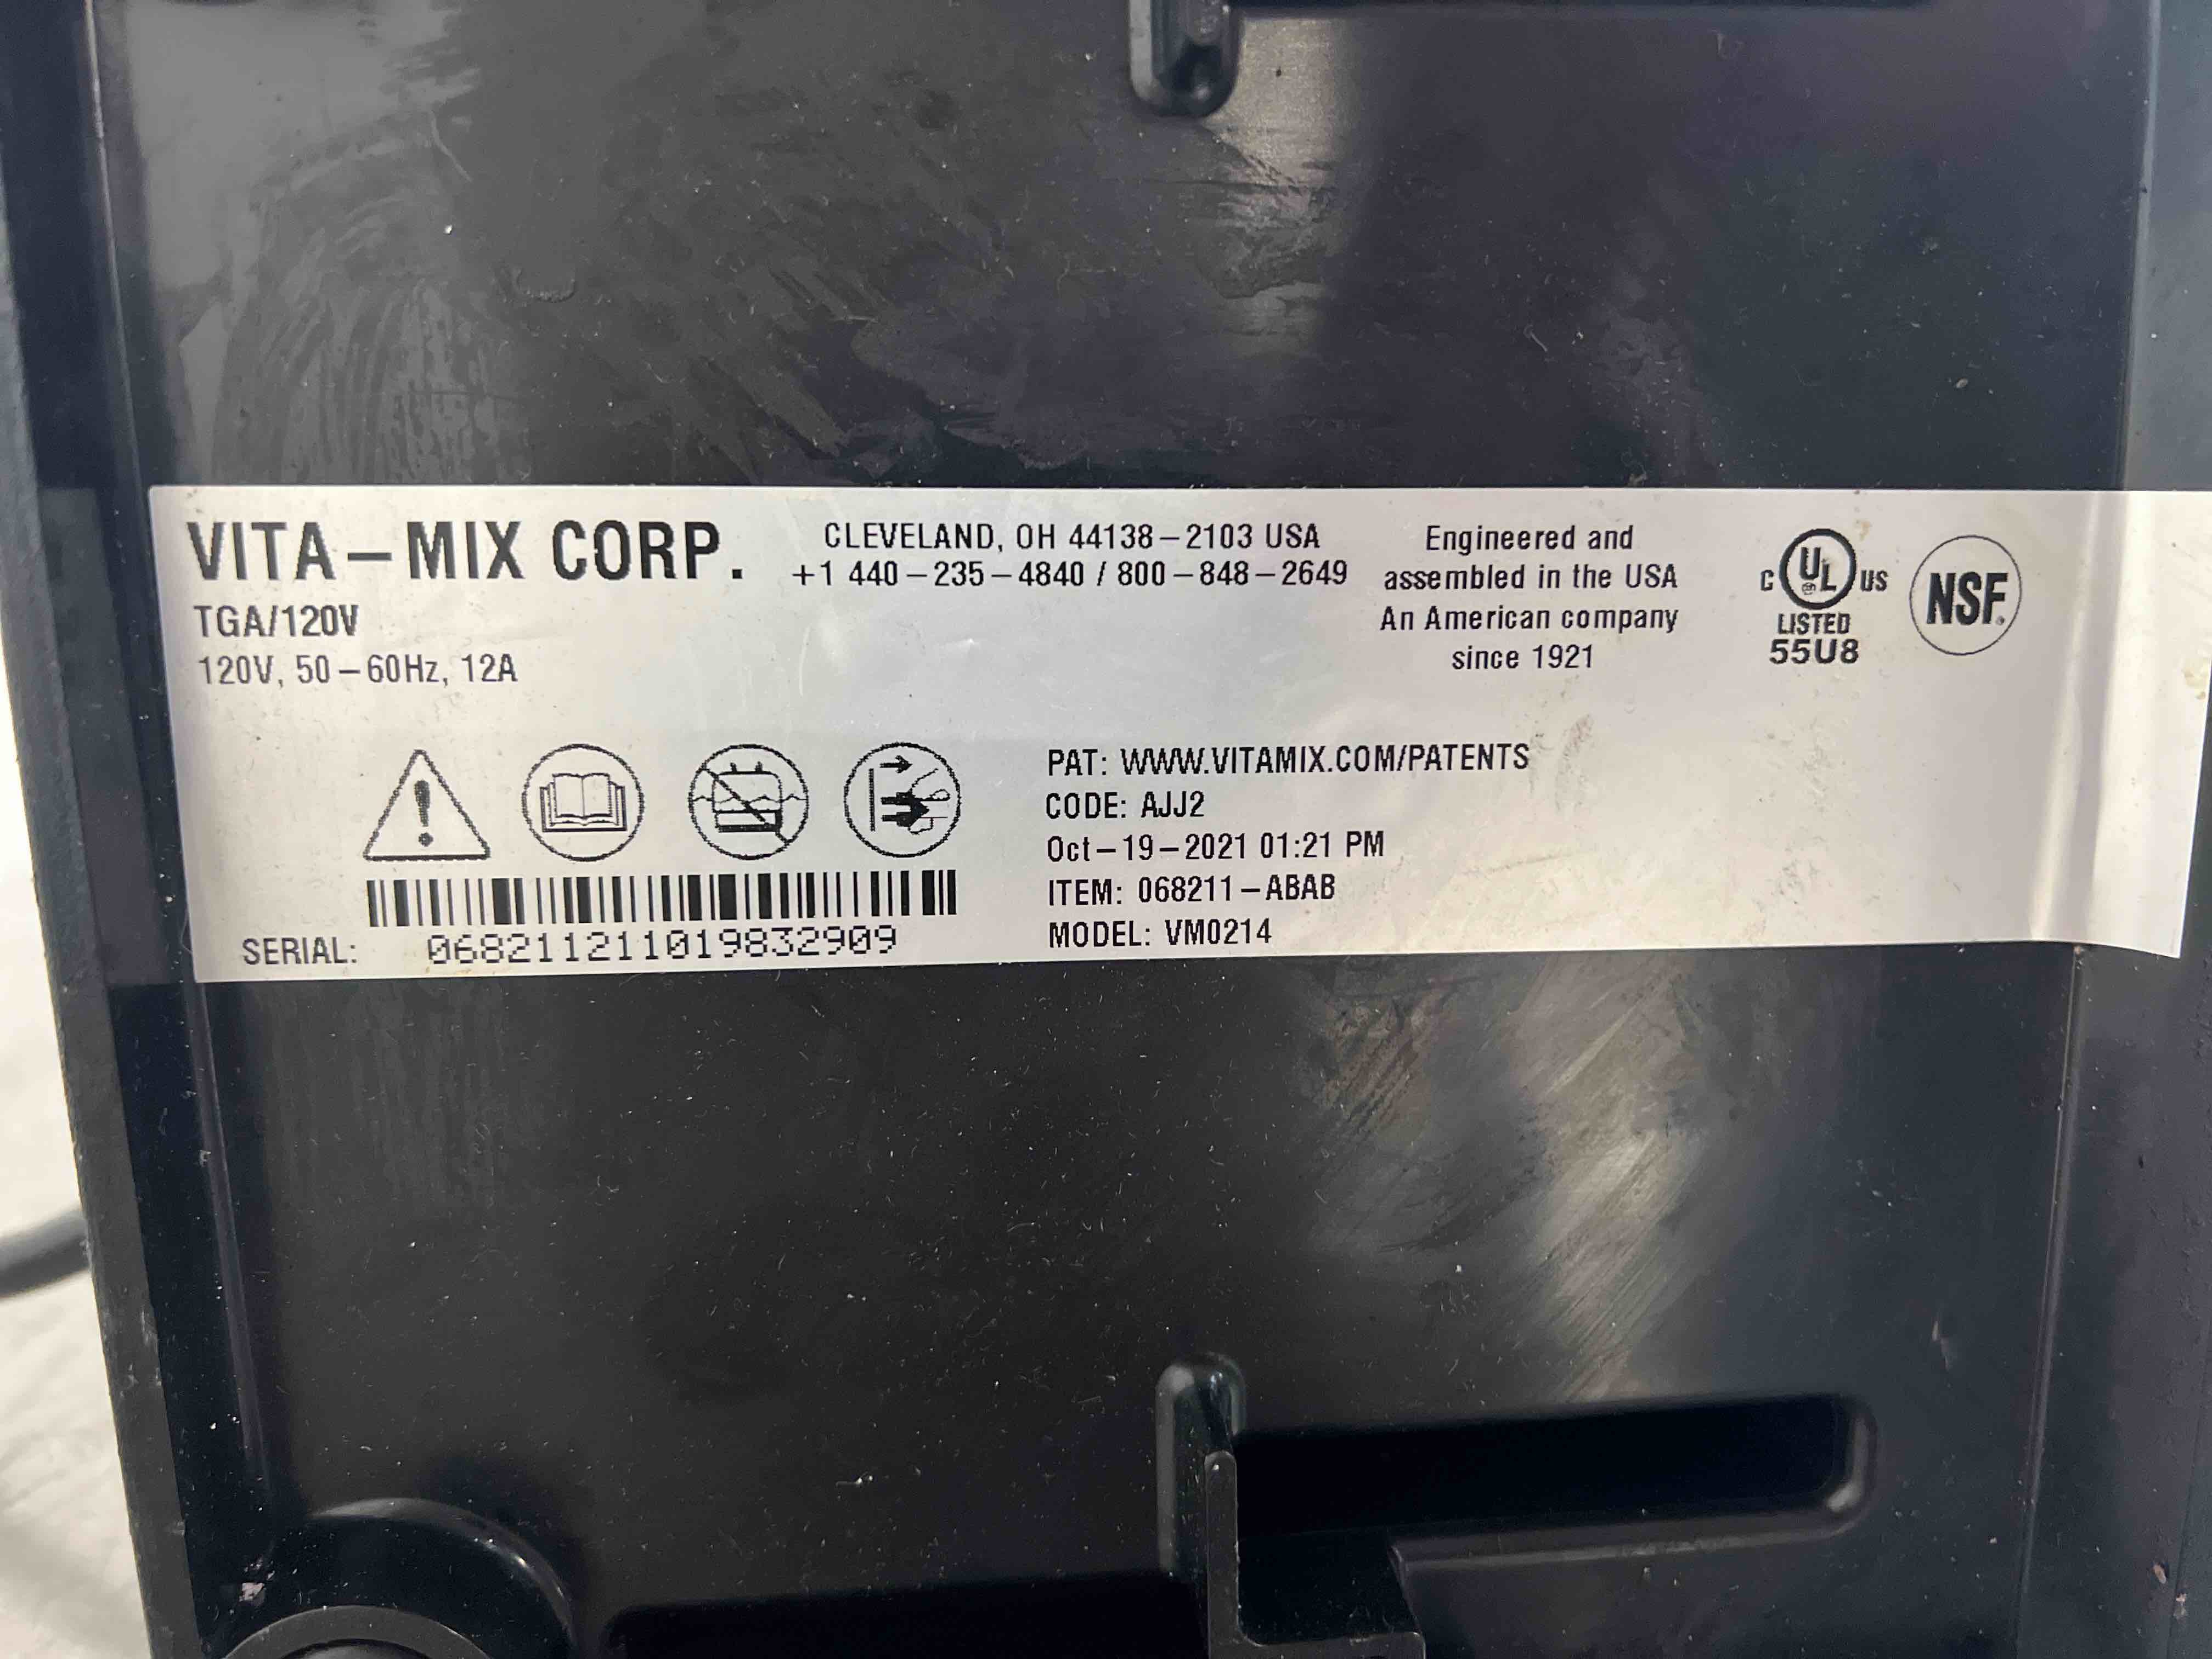 VITA-MIX CORP.
TGA/120V
120V, 50-60Hz, 12A
CLEVELAND, OH 44138-2103 USA
+1 440-235-4840 / 800-848-2649
Engineered and
assembled in the USA
An American company
since 1921
C UL US
LISTED
55U8
NSF.
PAT: WWW.VITAMIX.COM/PATENTS
CODE: AJJ2
Oct-19-2021 01:21 PM
ITEM: 068211-ABAB
MODEL: VM0214
SERIAL: 068211211019832909